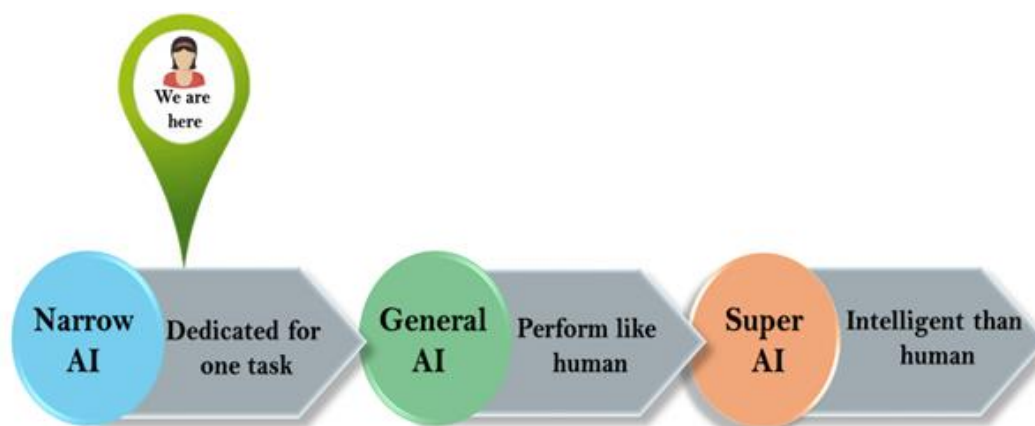 We are
here
Narrow
AI
Dedicated for
one task
General
AI
Perform like
human
Super
AI
Intelligent than
human